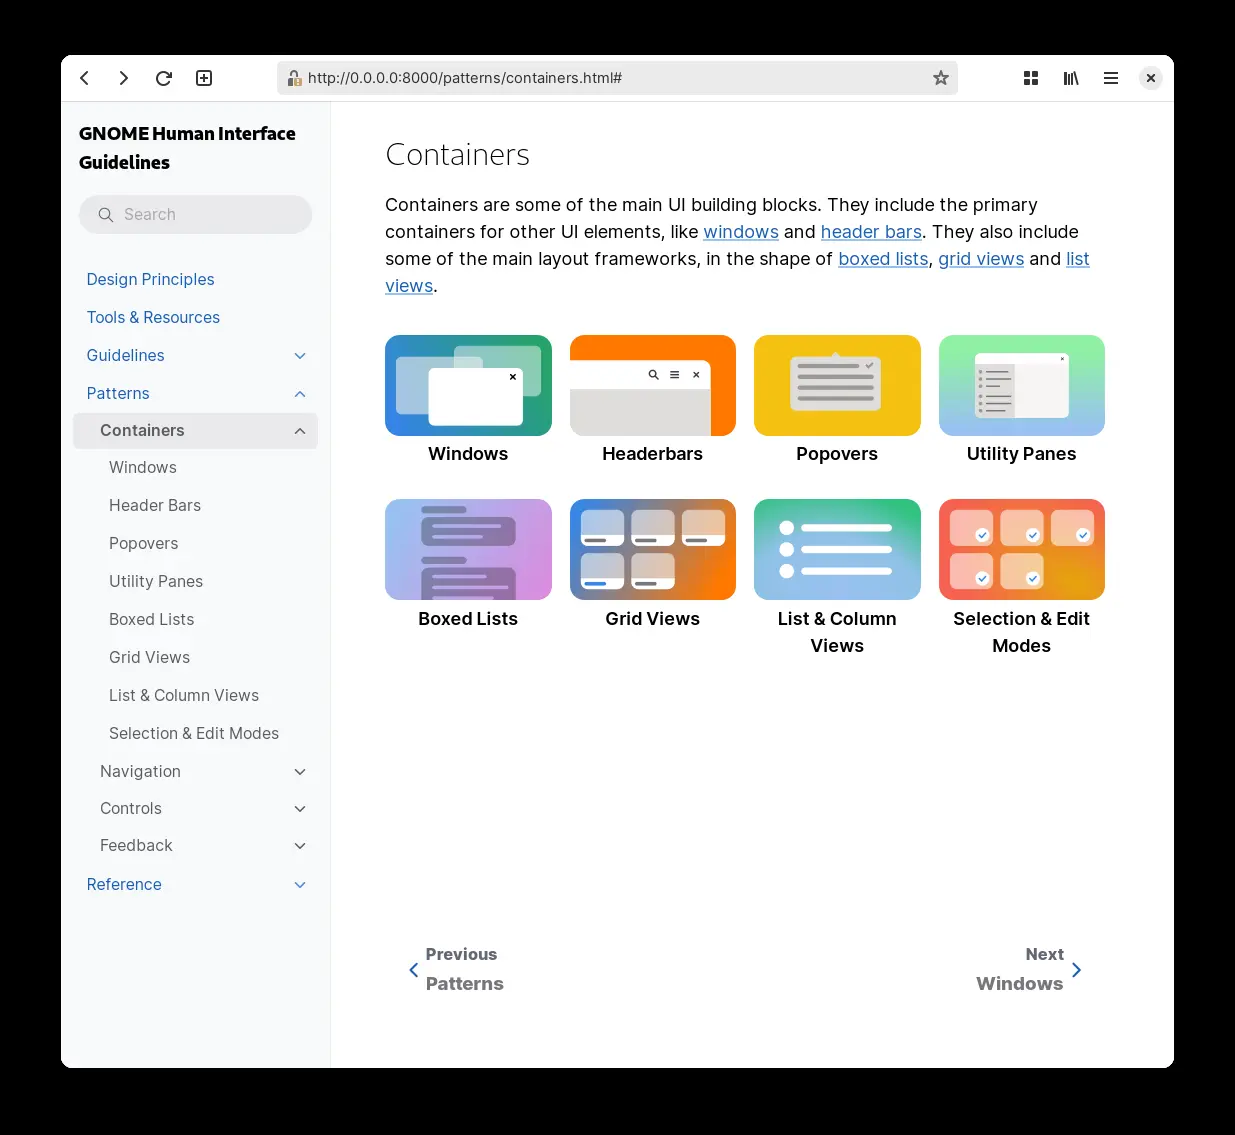 http://0.0.0.0:8000/patterns/containers.html#
GNOME Human Interface
Guidelines
Search
Design Principles
Tools & Resources
Guidelines
Patterns
Containers
Windows
Header Bars
Popovers
Utility Panes
Boxed Lists
Grid Views
List & Column Views
Selection & Edit Modes
Navigation
Controls
Feedback
Reference
Containers
Containers are some of the main UI building blocks. They include the primary
containers for other UI elements, like windows and header bars. They also include
some of the main layout frameworks, in the shape of boxed lists, grid views and list
views.
Windows
Headerbars
Popovers
Utility Panes
Boxed Lists
Grid Views
List & Column
Views
Selection & Edit
Modes
Previous
Patterns
Next
Windows